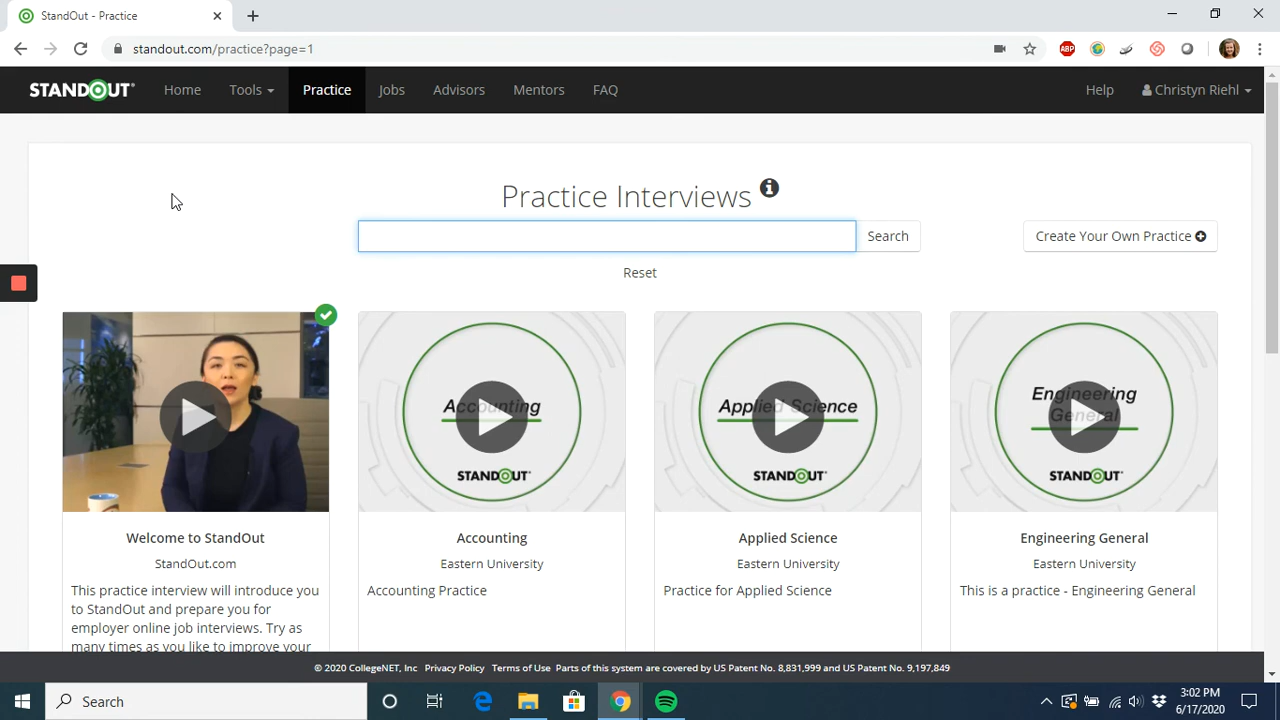 StandOut - Practice
standout.com/practice?page=1
ABP
STANDOUT Home Tools Practice Jobs Advisors Mentors FAQ Help Christyn Riehl
Practice Interviews
Search
Create Your Own Practice
Reset
Accounting
STANDOUT
Applied Science
STANDOUT
Engineering
General
STANDOUT
Welcome to StandOut
StandOut.com
This practice interview will introduce you
to StandOut and prepare you for
employer online job interviews. Try as
many times as you like to improve your
Accounting
Eastern University
Accounting Practice
Applied Science
Eastern University
Practice for Applied Science
Engineering General
Eastern University
This is a practice - Engineering General
© 2020 CollegeNET, Inc Privacy Policy Terms of Use Parts of this system are covered by US Patent No. 8,831,999 and US Patent No. 9,197,849
Search
3:02 PM
6/17/2020